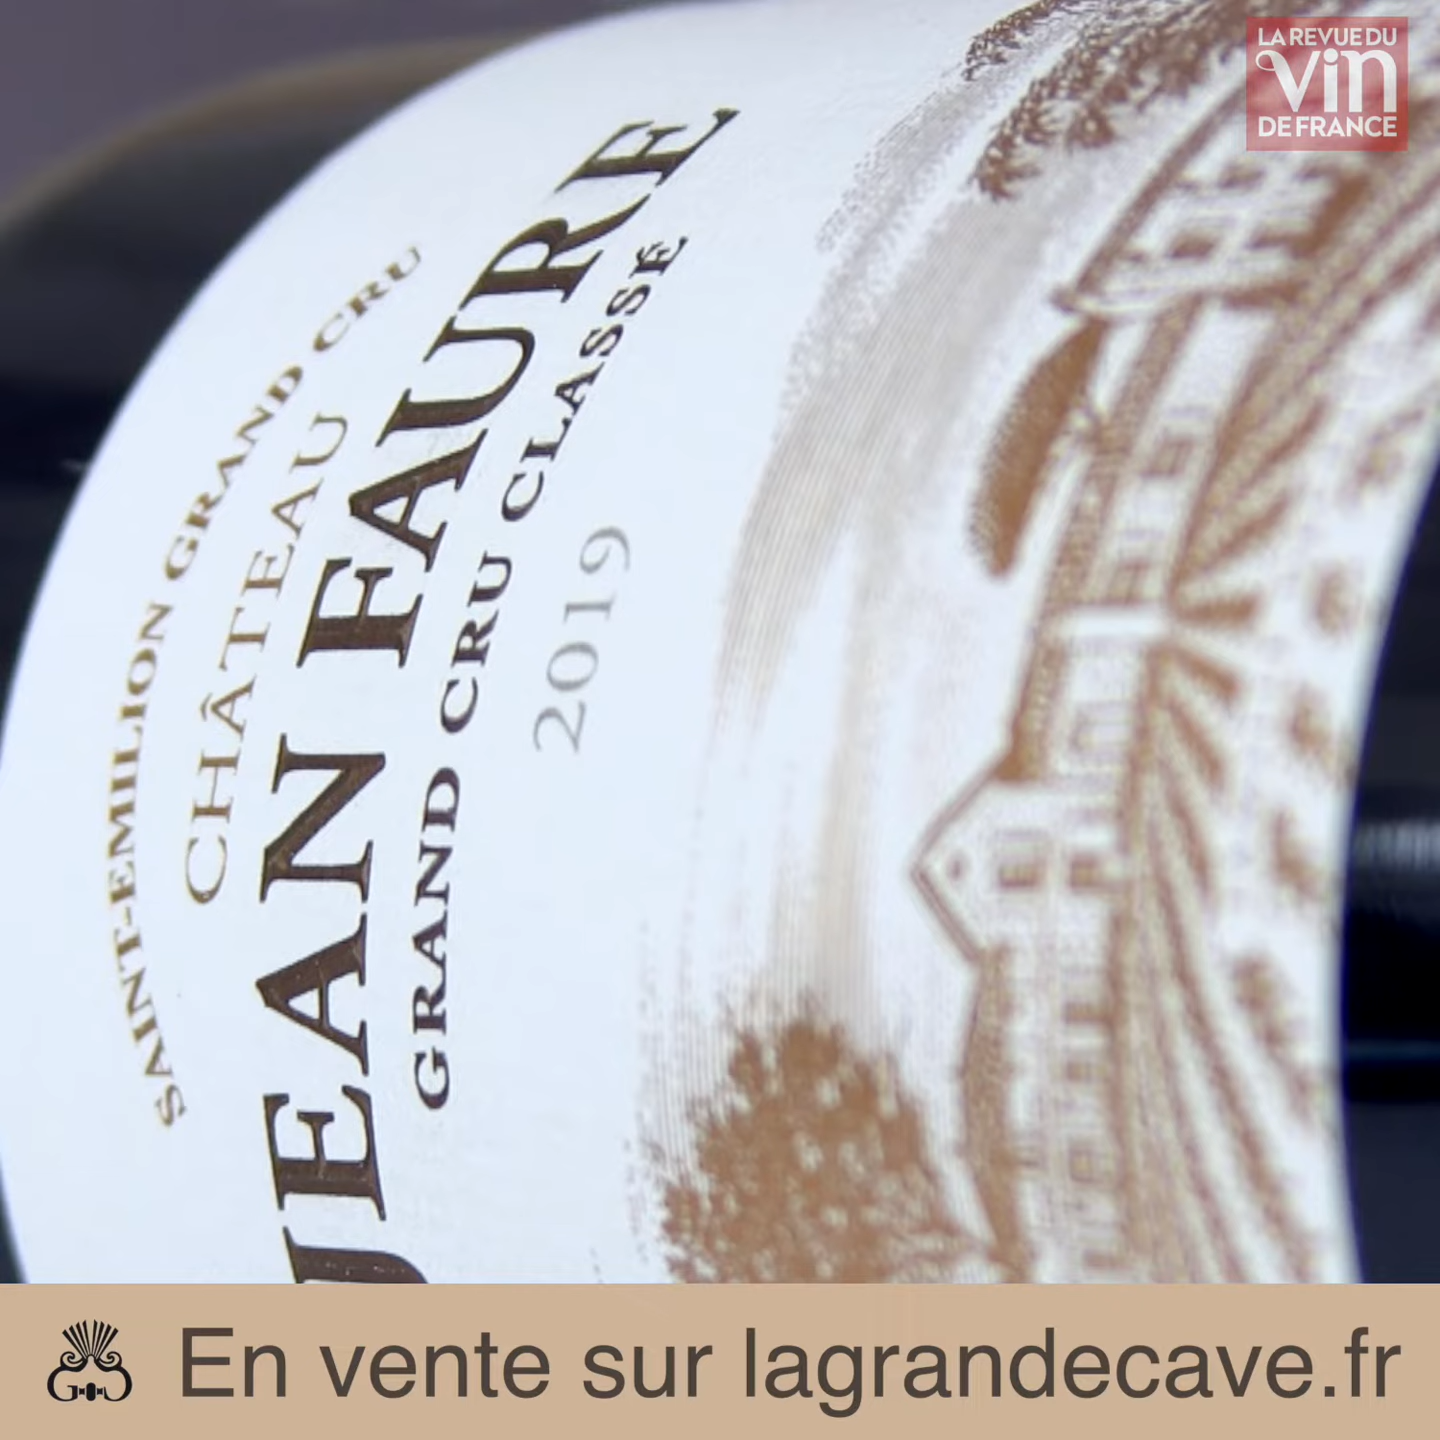 LA REVUE DU
vin
DE FRANCE
SAINT-EMILION GRAND CRU
CHÂTEAU
JEAN FAURE
GRAND CRU CLASSÉ
2019
En vente sur lagrandecave.fr